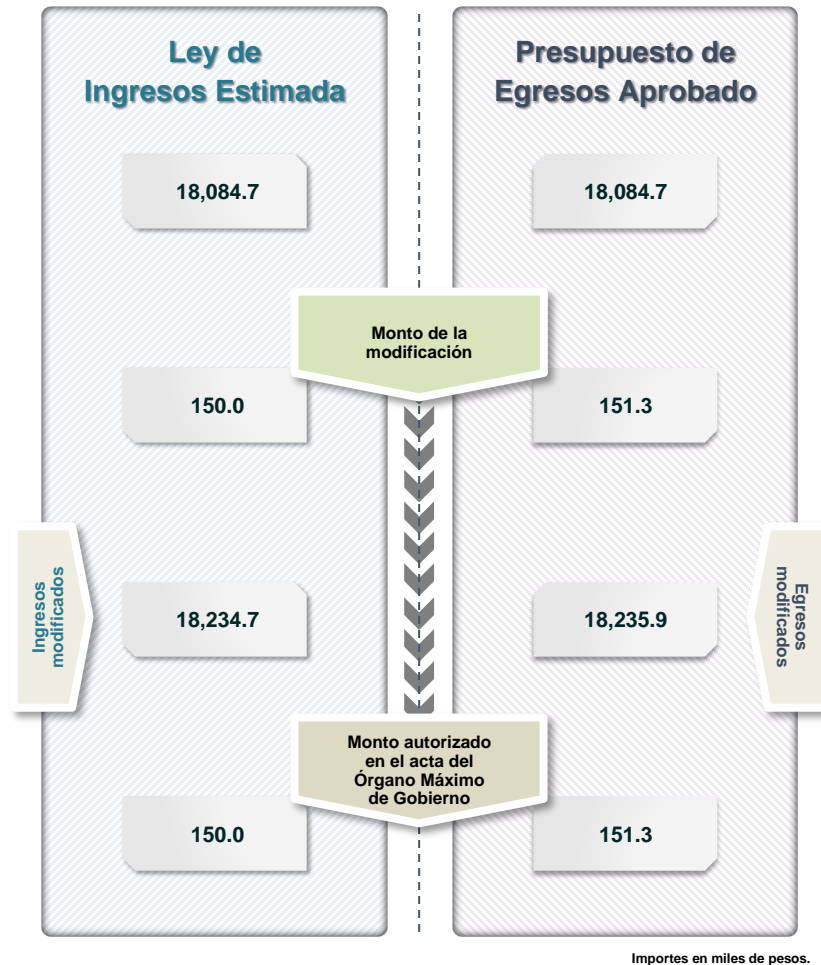 Ley de
Ingresos Estimada
Presupuesto de
Egresos Aprobado
18,084.7
18,084.7
Monto de la
modificación
150.0
151.3
Ingresos
modificados
18,234.7
18,235.9
Egresos
modificados
Monto autorizado
en el acta del
Órgano Máximo
de Gobierno
150.0
151.3
Importes en miles de pesos.